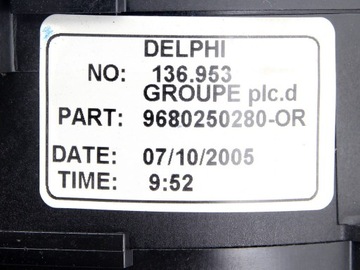 DELPHI
NO: 136.953
GROUPE plc.d
PART: 9680250280-OR
DATE: 07/10/2005
TIME: 9:52